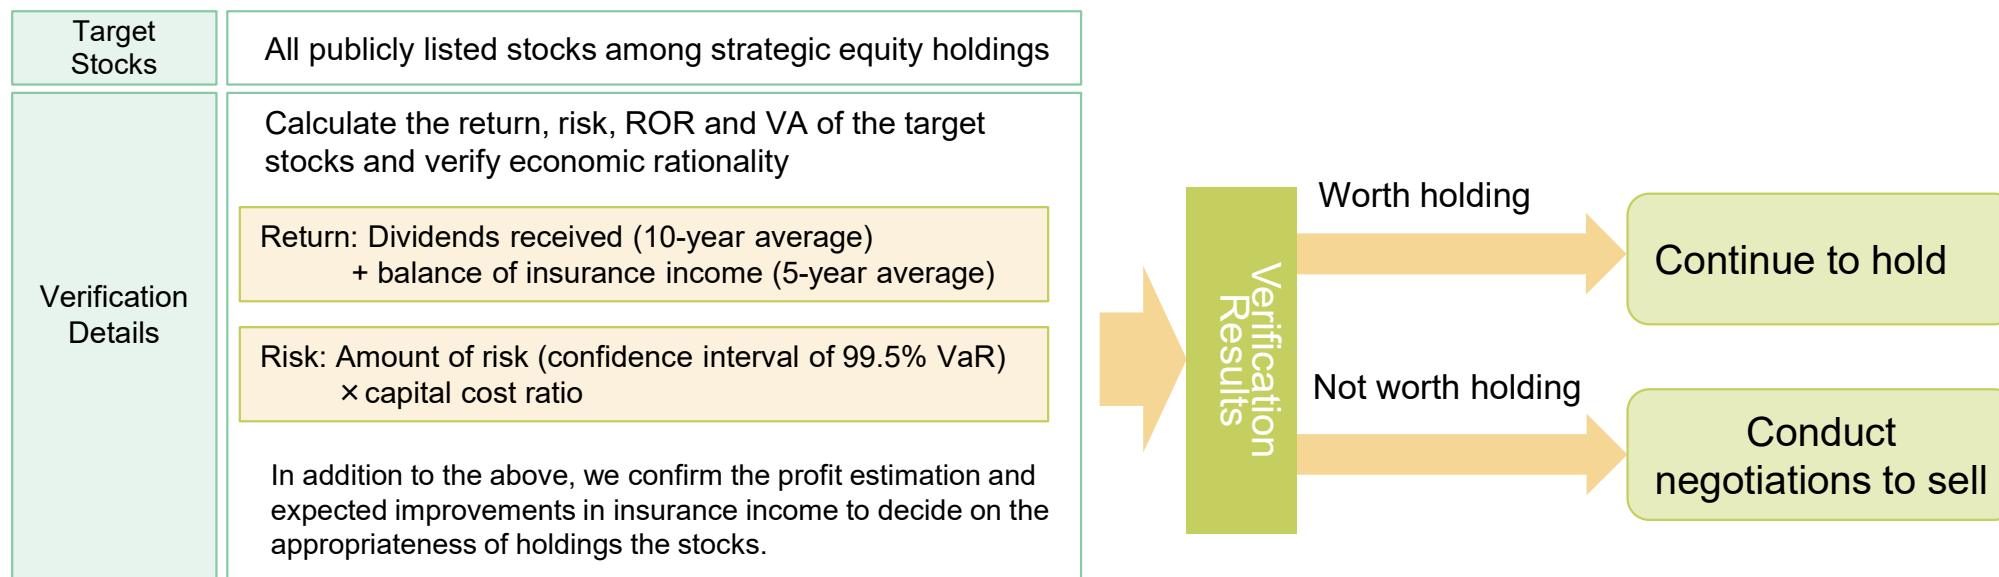 Target
Stocks
All publicly listed stocks among strategic equity holdings
Verification
Details
Calculate the return, risk, ROR and VA of the target
stocks and verify economic rationality
Return: Dividends received (10-year average)
+ balance of insurance income (5-year average)
Risk: Amount of risk (confidence interval of 99.5% VaR)
× capital cost ratio
In addition to the above, we confirm the profit estimation and
expected improvements in insurance income to decide on the
appropriateness of holdings the stocks.
Verification
Results
Worth holding
Continue to hold
Not worth holding
Conduct
negotiations to sell